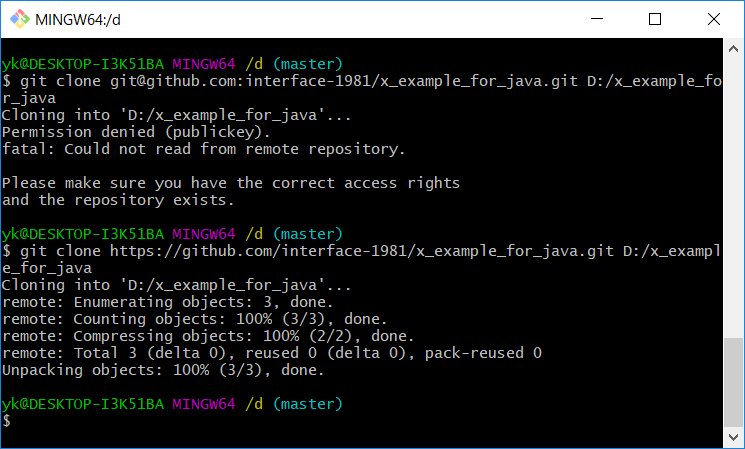 MINGW64:/d
yk@DESKTOP-I3K51BA MINGW64 /d (master)
$ git clone git@github.com:interface-1981/x_example_for_java.git D:/x_example_fo
r_java
Cloning into 'D:/x_example_for_java'...
Permission denied (publickey).
fatal: Could not read from remote repository.
Please make sure you have the correct access rights
and the repository exists.
yk@DESKTOP-I3K51BA MINGW64 /d (master)
$ git clone https://github.com/interface-1981/x_example_for_java.git D:/x_exampl
e_for_java
Cloning into 'D:/x_example_for_java'...
remote: Enumerating objects: 3, done.
remote: Counting objects: 100% (3/3), done.
remote: Compressing objects: 100% (2/2), done.
remote: Total 3 (delta 0), reused 0 (delta 0), pack-reused 0
Unpacking objects: 100% (3/3), done.
yk@DESKTOP-I3K51BA MINGW64 /d (master)
$